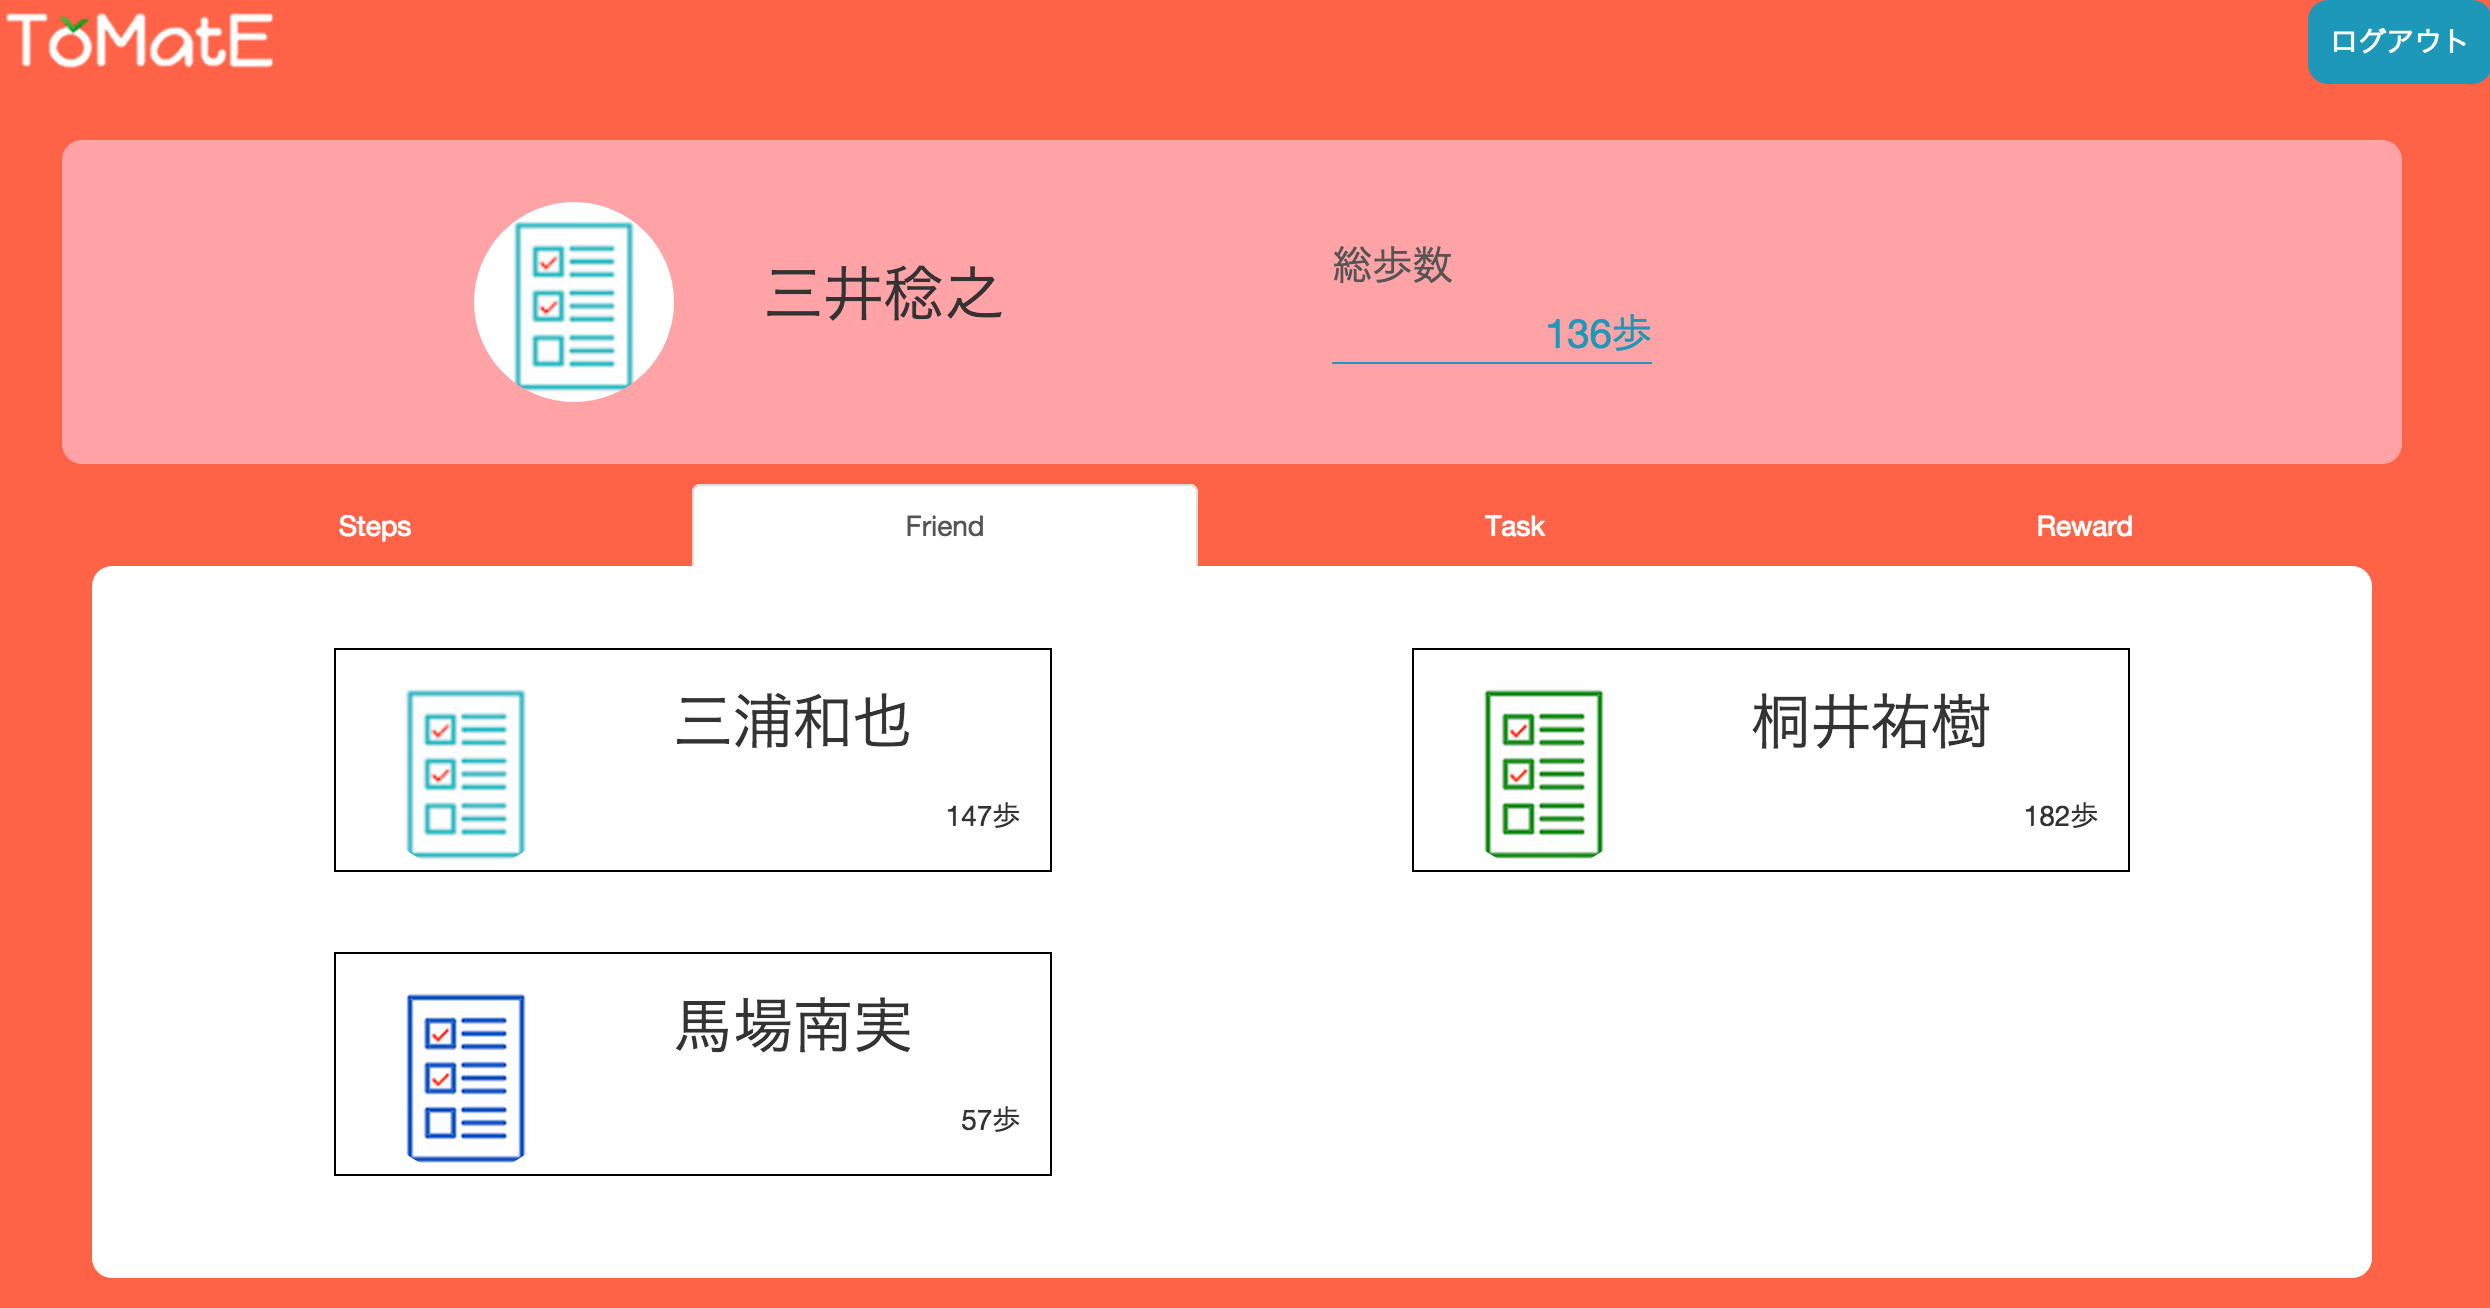 ToMatE
ログアウト
三井稔之
総歩数
136歩
Steps
Friend
Task
Reward
三浦和也
147歩
桐井祐樹
182歩
馬場南実
57歩